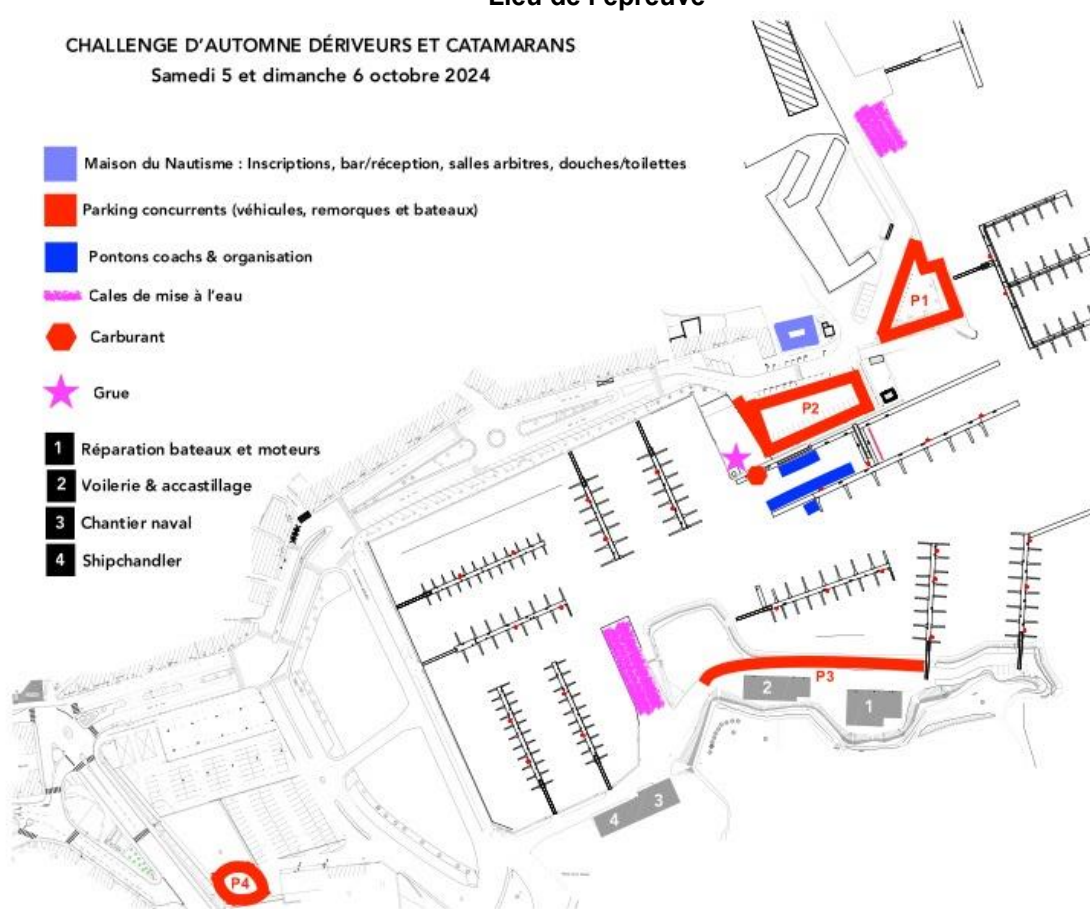 Lieu de l'épreuve
CHALLENGE D'AUTOMNE DÉRIVEURS ET CATAMARANS
Samedi 5 et dimanche 6 octobre 2024
Maison du Nautisme : Inscriptions, bar/réception, salles arbitres, douches/toilettes
Parking concurrents (véhicules, remorques et bateaux)
Pontons coachs & organisation
Cales de mise à l'eau
Carburant
Grue
1 Réparation bateaux et moteurs
2 Voilerie & accastillage
3 Chantier naval
4 Shipchandler
P1
P2
P3
2
1
3
4
P4